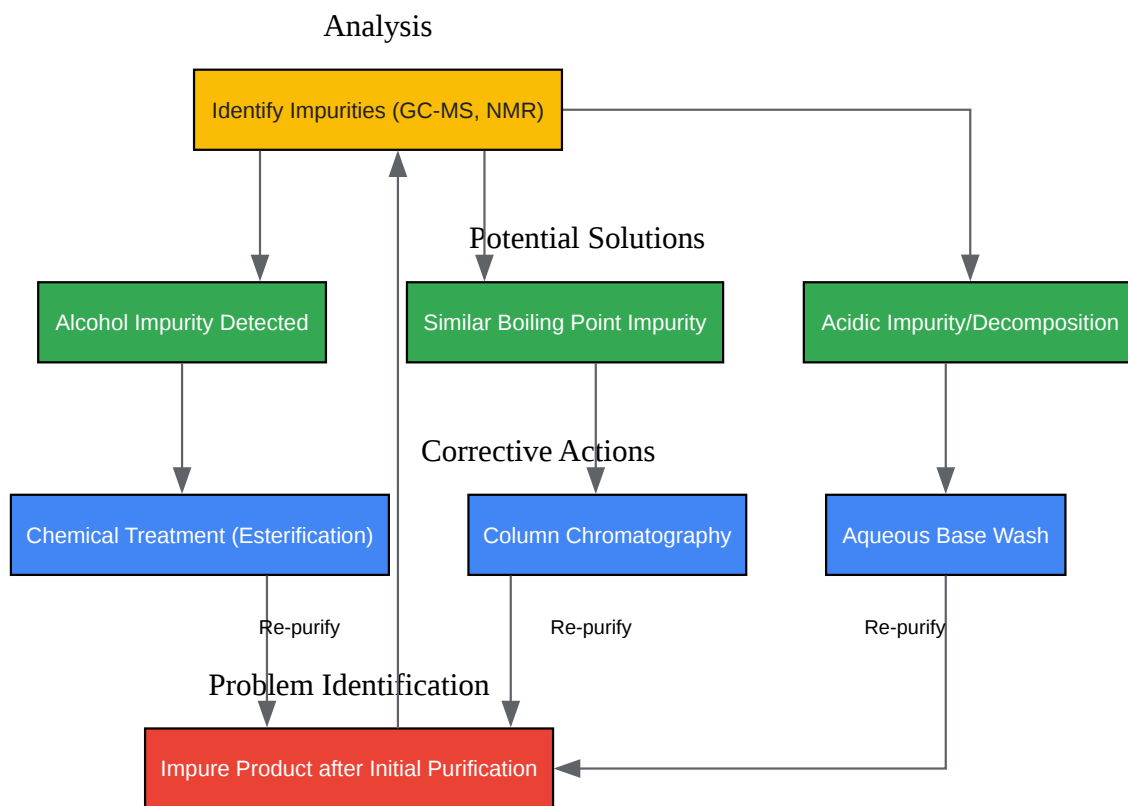 Analysis
Identify Impurities (GC-MS, NMR)
Potential Solutions
Alcohol Impurity Detected
Similar Boiling Point Impurity
Acidic Impurity/Decomposition
Corrective Actions
Chemical Treatment (Esterification)
Column Chromatography
Aqueous Base Wash
Re-purify
Re-purify
Re-purify
Problem Identification
Impure Product after Initial Purification